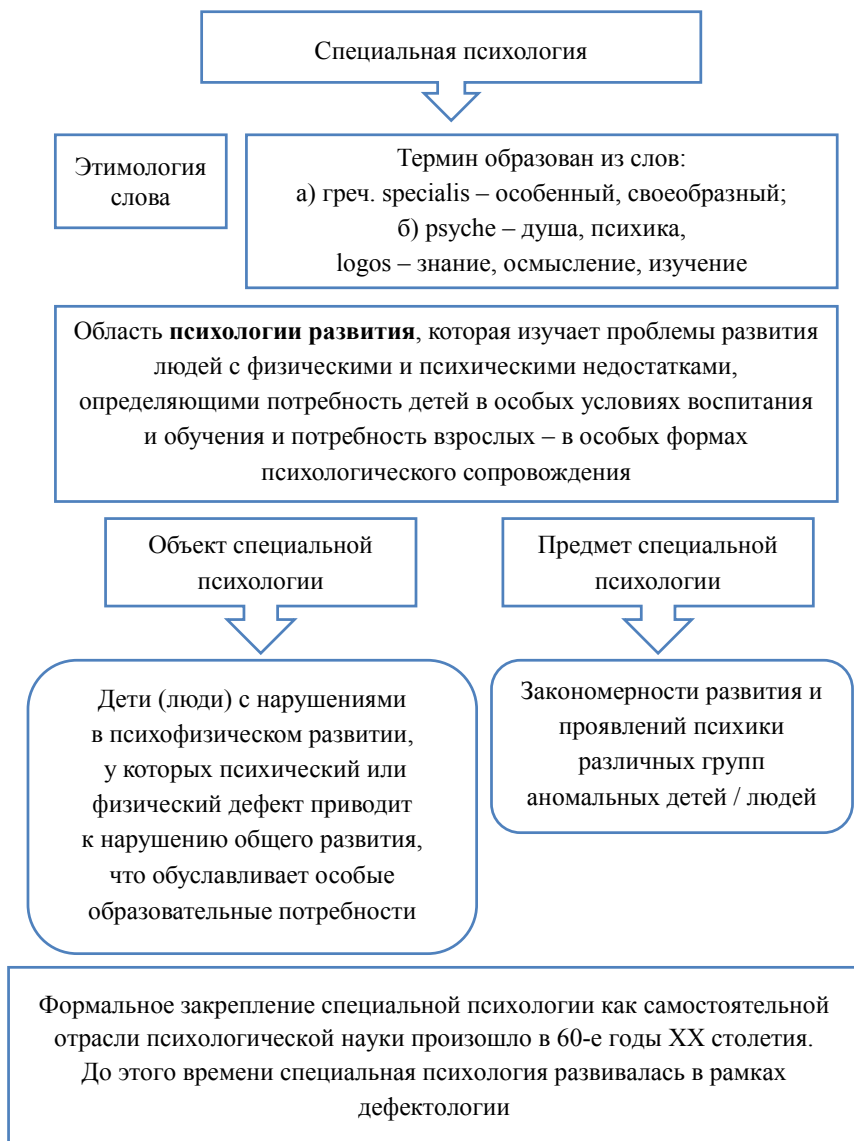 Специальная психология
Этимология
слова
Термин образован из слов:
а) греч. specialis – особенный, своеобразный;
б) psyche – душа, психика,
logos – знание, осмысление, изучение
Область психологии развития, которая изучает проблемы развития
людей с физическими и психическими недостатками,
определяющими потребность детей в особых условиях воспитания
и обучения и потребность взрослых – в особых формах
психологического сопровождения
Объект специальной
психологии
Предмет специальной
психологии
Дети (люди) с нарушениями
в психофизическом развитии,
у которых психический или
физический дефект приводит
к нарушению общего развития,
что обуславливает особые
образовательные потребности
Закономерности развития и
проявлений психики
различных групп
аномальных детей / людей
Формальное закрепление специальной психологии как самостоятельной
отрасли психологической науки произошло в 60-е годы XX столетия.
До этого времени специальная психология развивалась в рамках
дефектологии